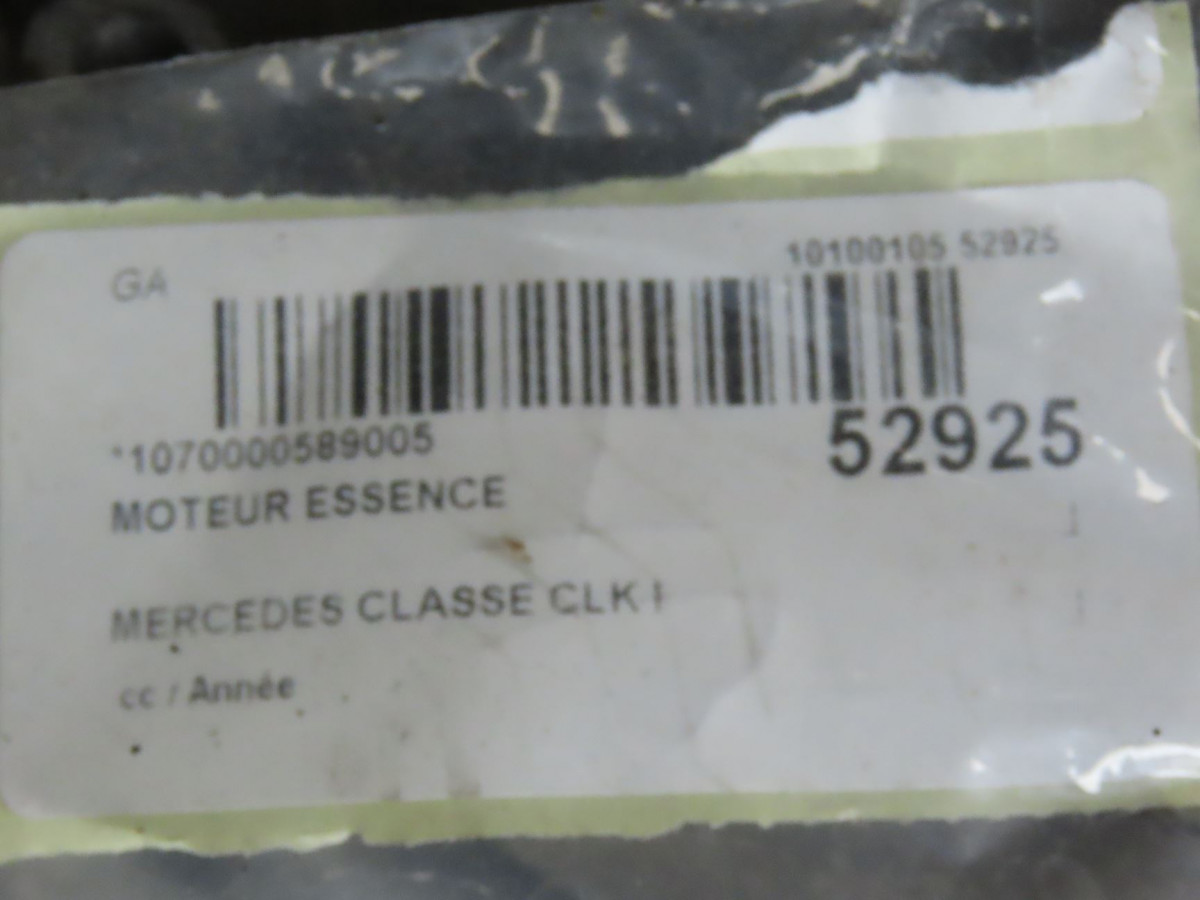 GA
10100105 52925
*1070000589005
52925
MOTEUR ESSENCE
MERCEDES CLASSE CLK I
cc / Année